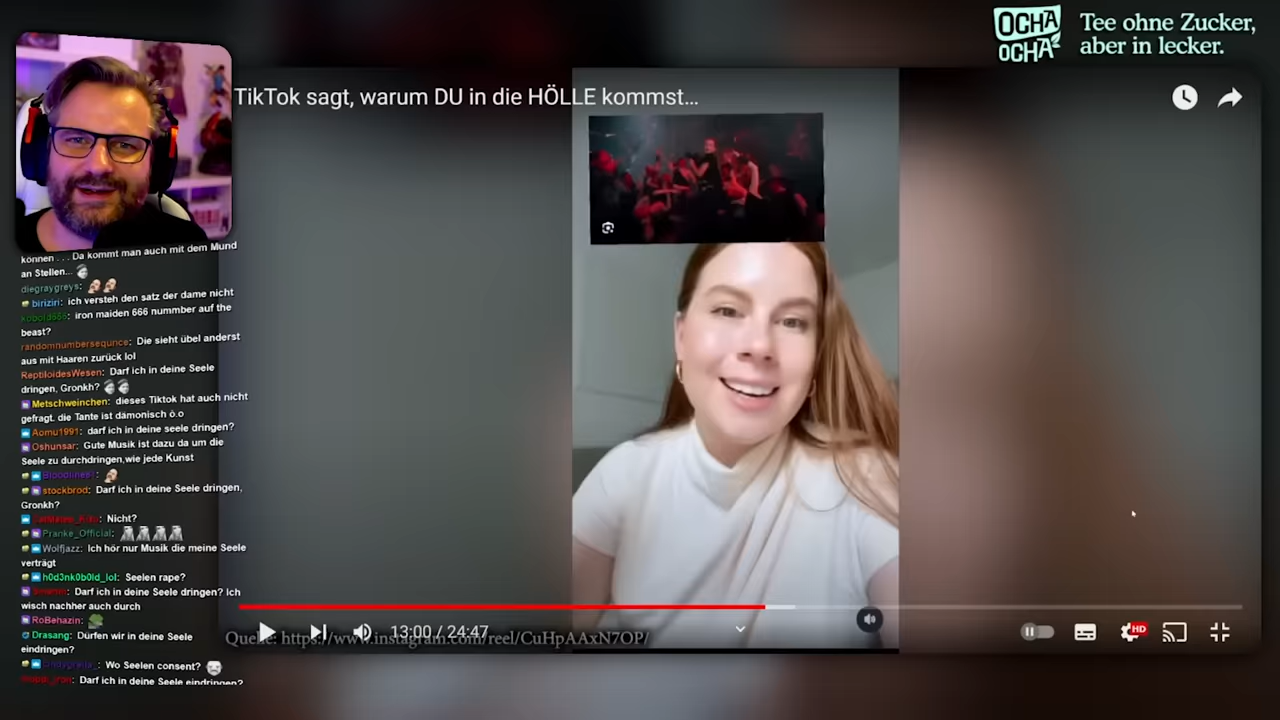 OCHA
OCHA
Tee ohne Zucker,
aber in lecker.
TikTok sagt, warum DU in die HÖLLE kommst...
können . . . Da kommt man auch mit dem Mund
an Stellen...
diegraygreys:
biriziri: ich versteh den satz der dame nicht
iron maiden 666 nummber auf the
beast?
randomnumbersequnce: Die sieht übel anderst
aus mit Haaren zurück lol
ReptiloidesWesen: Darf ich in deine Seele
dringen, Gronkh?
Metschweinchen: dieses Tiktok hat auch nicht
gefragt. die Tante ist dämonisch ö.o
Aomu1991: darf ich in deine seele dringen?
Oshunsar: Gute Musik ist dazu da um die
Seele zu durchdringen,wie jede Kunst
stockbrod: Darf ich in deine Seele dringen,
Gronkh?
Nicht?
Pranke_Official:
Wolfjazz: Ich hör nur Musik die meine Seele
verträgt
h0d3nk0b0ld_lol: Seelen rape?
Darf ich in deine Seele dringen? Ich
wisch nachher auch durch
RoBehazin:
Drasang: Dürfen wir in deine Seele
eindringen?
Wo Seelen consent?
Darf ich in deine Seele eindringen?
13:00 / 24:47
HD
Quelle: https://www.instagram.com/reel/CuHpAAxN7OP/